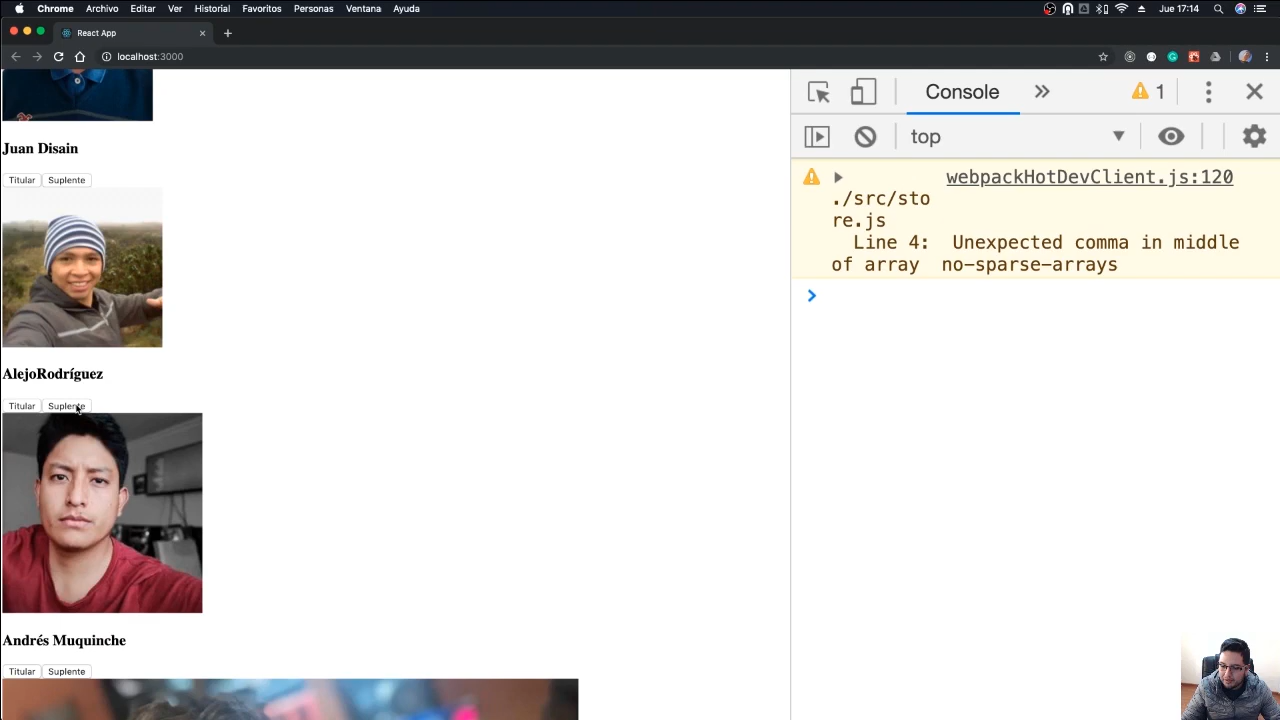 Chrome Archivo Editar Ver Historial Favoritos Personas Ventana Ayuda Jue 17:14
React App
localhost:3000
Console 1
top
webpackHotDevClient.js:120
./src/sto
re.js
Line 4: Unexpected comma in middle
of array no-sparse-arrays
Juan Disain
Titular Suplente
AlejoRodríguez
Titular Suplente
Andrés Muquinche
Titular Suplente